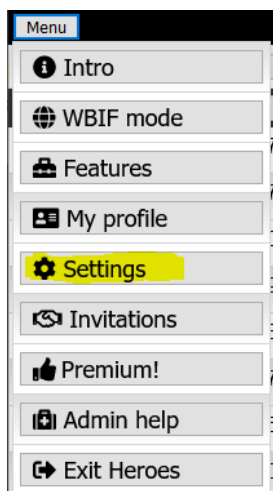 Menu
Intro
WBIF mode
Features
My profile
Settings
Invitations
Premium!
Admin help
Exit Heroes